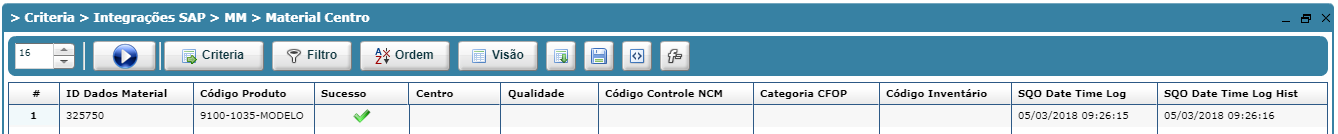 > Criteria > Integrações SAP > MM > Material Centro
16 Criteria Filtro Ordem Visão
# ID Dados Material Código Produto Sucesso Centro Qualidade Código Controle NCM Categoria CFOP Código Inventário SQO Date Time Log SQO Date Time Log Hist
1 325750 9100-1035-MODELO 05/03/2018 09:26:15 05/03/2018 09:26:16